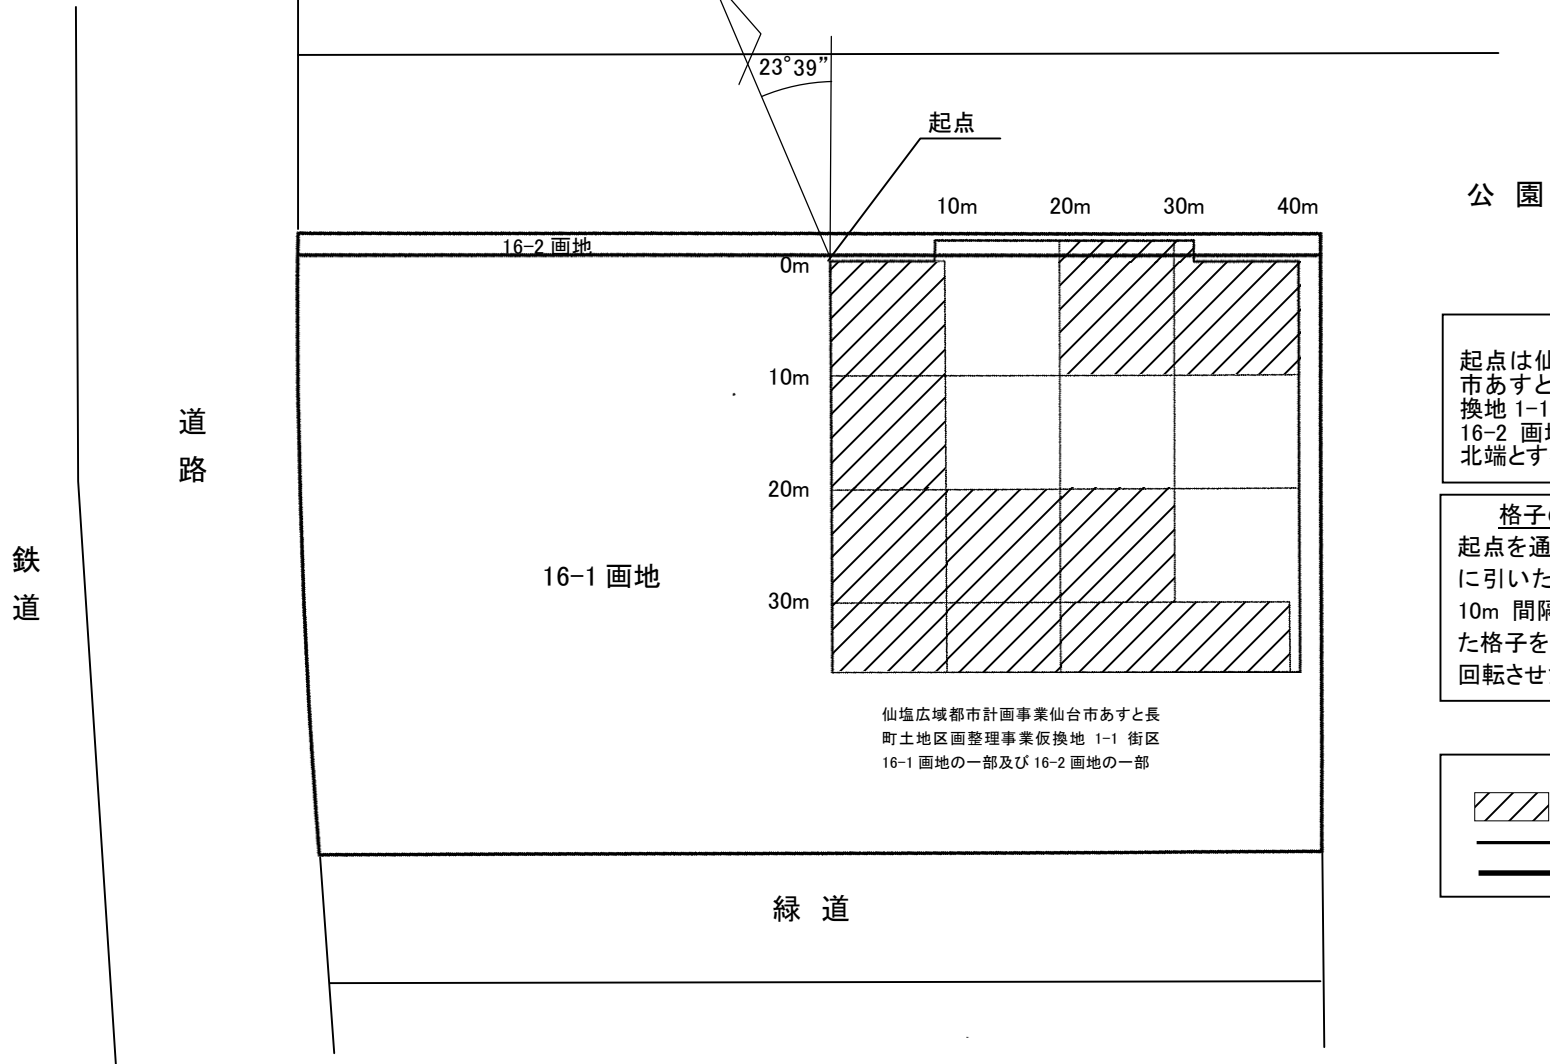 23°39”
起点
公 園
10m 20m 30m 40m
16-2 画地
0m
10m
20m
30m
道
路
鉄
道
16-1 画地
起点は仙
市あすと
換地 1-1
16-2 画地
北端とす
格子の
起点を通
に引いた
10m 間隔
た格子を
回転させた
仙塩広域都市計画事業仙台市あすと長
町土地区画整理事業仮換地 1-1 街区
16-1 画地の一部及び 16-2 画地の一部
緑 道